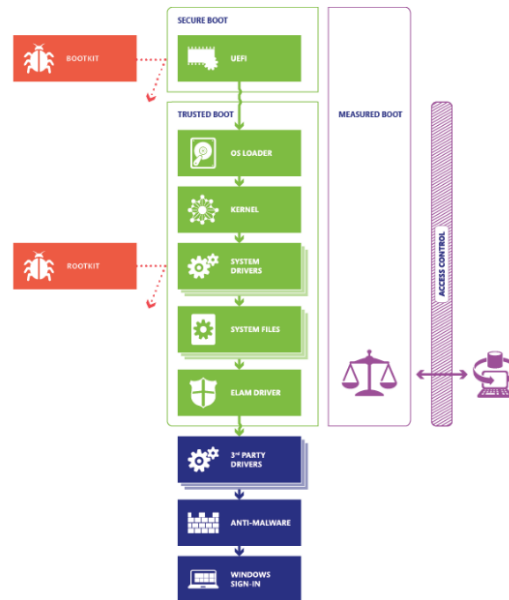 SECURE BOOT
BOOTKIT
UEFI
TRUSTED BOOT
MEASURED BOOT
OS LOADER
KERNEL
ROOTKIT
SYSTEM
DRIVERS
ACCESS CONTROL
SYSTEM FILES
ELAM DRIVER
3rd PARTY
DRIVERS
ANTI-MALWARE
WINDOWS
SIGN-IN